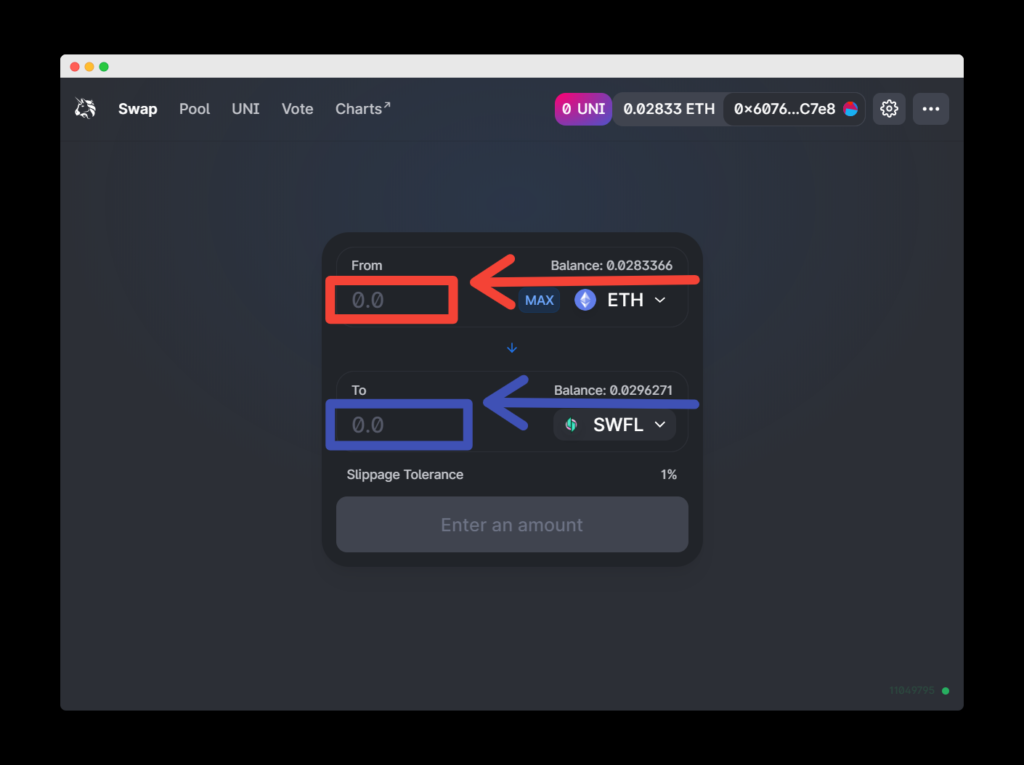 Swap Pool UNI Vote Charts↗ 0 UNI 0.02833 ETH 0x6076...C7e8
From Balance: 0.0283366
0.0 MAX ETH
To Balance: 0.0296271
0.0 SWFL
Slippage Tolerance 1%
Enter an amount
11849795